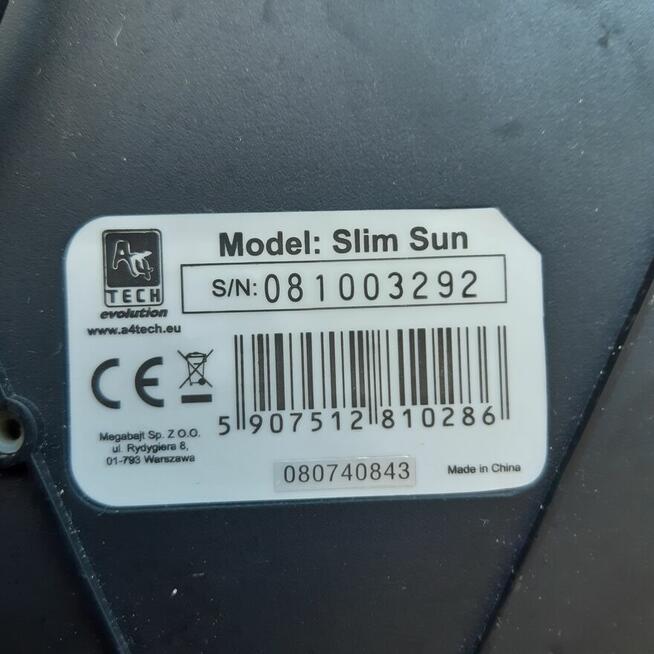 A4
TECH
evolution
www.a4tech.eu
Model: Slim Sun
S/N: 081003292
CE
5 907512 810286
Megabajt Sp. Z O.O.
ul. Rydygiera 8,
01-793 Warszawa
080740843
Made in China